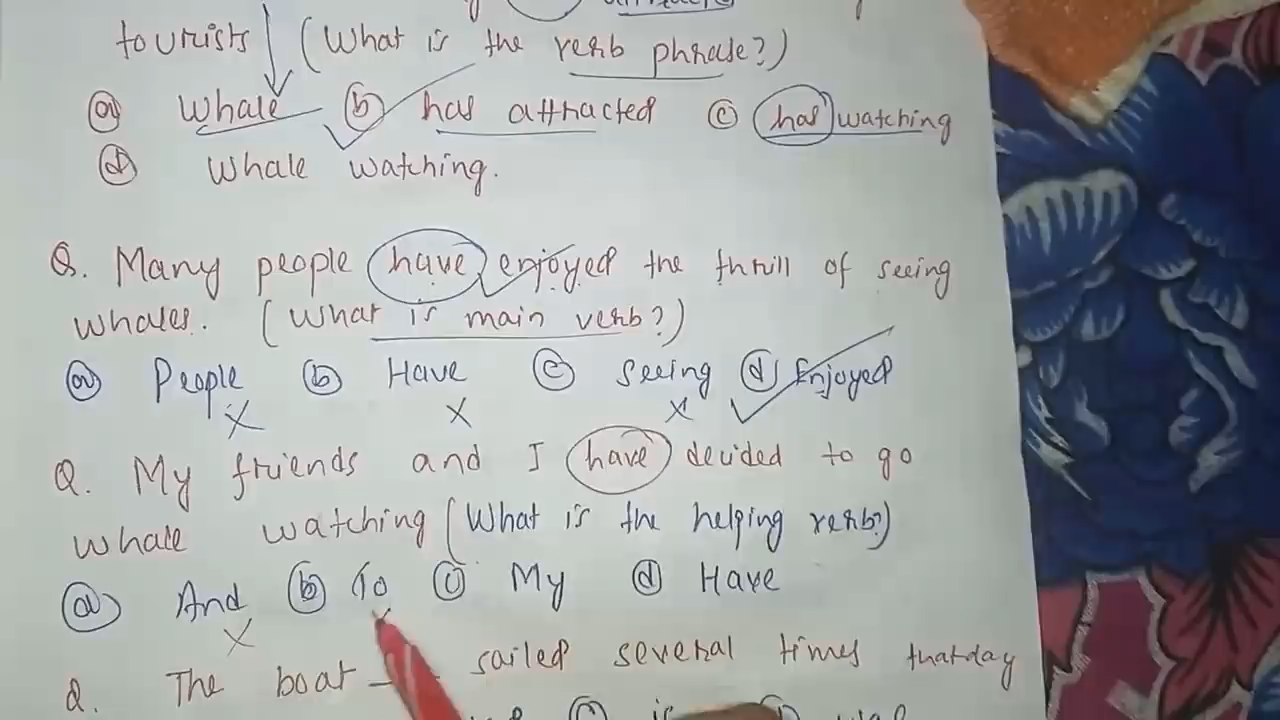 tourists (What is the verb phrase?)
(a) Whale (b) has attracted (c) has watching
(d) Whale watching.
Q. Many people have enjoyed the thrill of seeing
whales. (What is main verb?)
(a) People (b) Have (c) Seeing (d) Enjoyed
Q. My friends and I have decided to go
whale watching (What is the helping verb?)
(a) And (b) To (c) My (d) Have
Q. The boat sailed several times that day
is